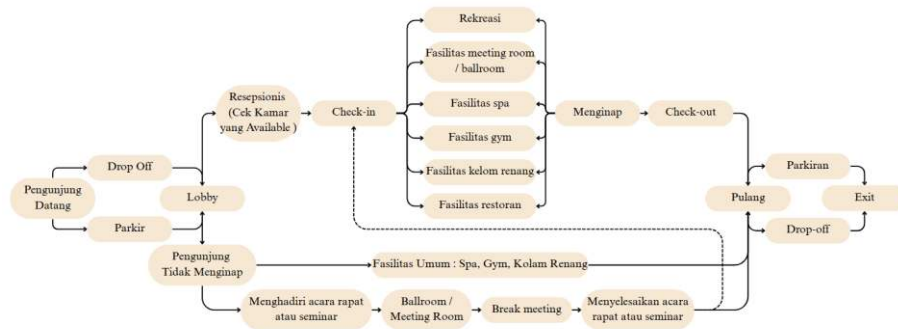 Rekreasi
Fasilitas meeting room
/ ballroom
Resepsionis
(Cek Kamar
yang Available )
Check-in
Fasilitas spa
Menginap
Check-out
Fasilitas gym
Drop Off
Fasilitas kelom renang
Parkiran
Pengunjung
Datang
Lobby
Fasilitas restoran
Pulang
Exit
Parkir
Drop-off
Pengunjung
Tidak Menginap
Fasilitas Umum : Spa, Gym, Kolam Renang
Menghadiri acara rapat
atau seminar
Ballroom /
Meeting Room
Break meeting
Menyelesaikan acara
rapat atau seminar